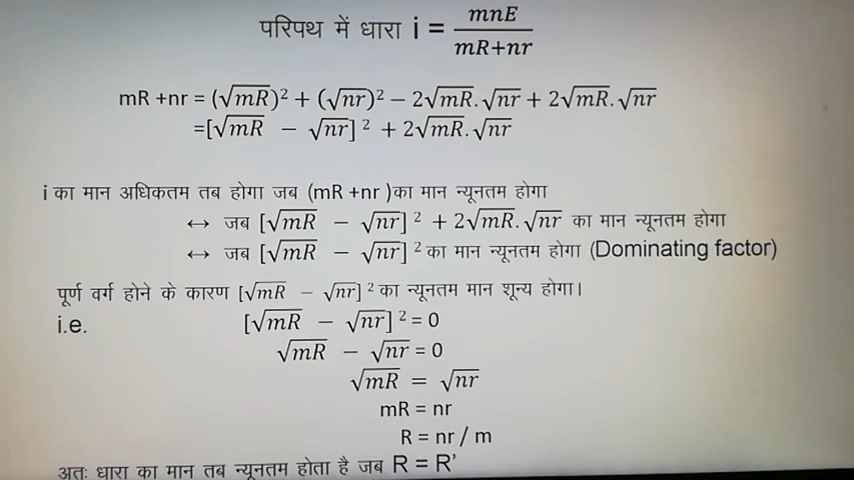 परिपथ में धारा i = mnE / mR+nr
mR +nr = (√mR)² + (√nr)² − 2√mR.√nr + 2√mR.√nr
=[√mR − √nr] ² + 2√mR.√nr
i का मान अधिकतम तब होगा जब (mR +nr )का मान न्यूनतम होगा
↔ जब [√mR − √nr] ² + 2√mR.√nr का मान न्यूनतम होगा
↔ जब [√mR − √nr] ² का मान न्यूनतम होगा (Dominating factor)
पूर्ण वर्ग होने के कारण [√mR − √nr] ² का न्यूनतम मान शून्य होगा।
i.e. [√mR − √nr] ² = 0
√mR − √nr = 0
√mR = √nr
mR = nr
R = nr / m
अतः धारा का मान तब न्यूनतम होता है जब R = R'